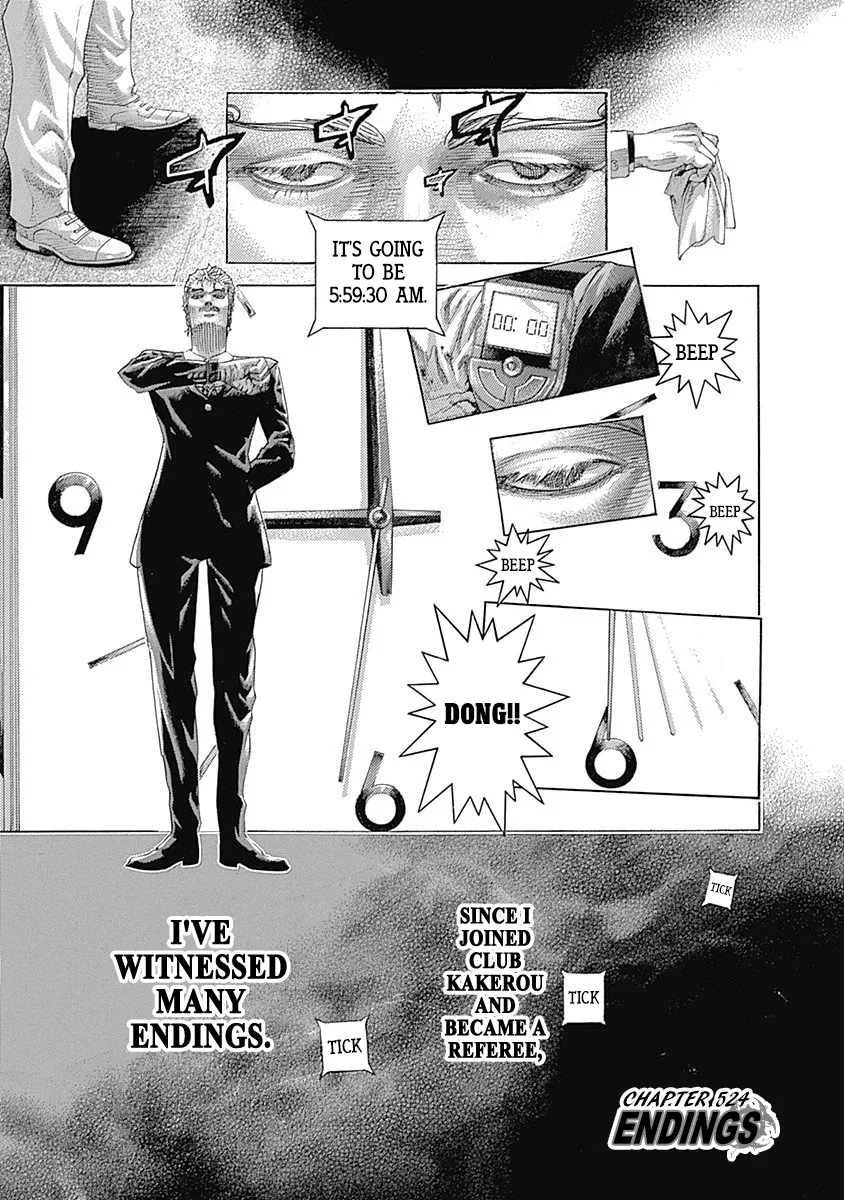 IT'S GOING
TO BE
5:59:30 AM.
00:00
BEEP
BEEP
3
BEEP
9
DONG!!
6
6
TICK
SINCE I
JOINED
CLUB
KAKEROU
AND
BECAME A
REFEREE,
TICK
I'VE
WITNESSED
MANY
ENDINGS.
TICK
CHAPTER 524
ENDINGS